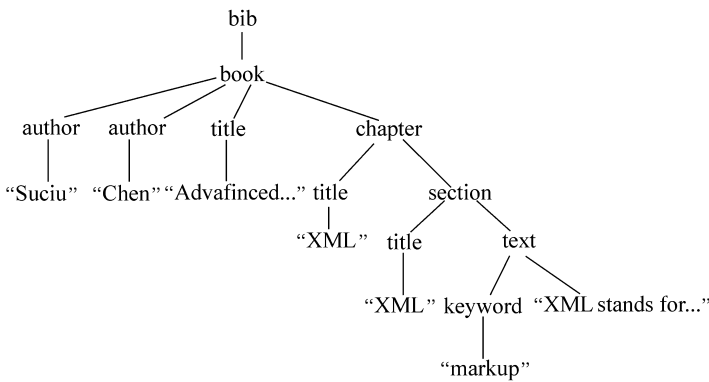 bib
book
author author title chapter
“Suciu” “Chen” “Advafinced...” title section
“XML” title text
“XML” keyword “XML stands for...”
“markup”